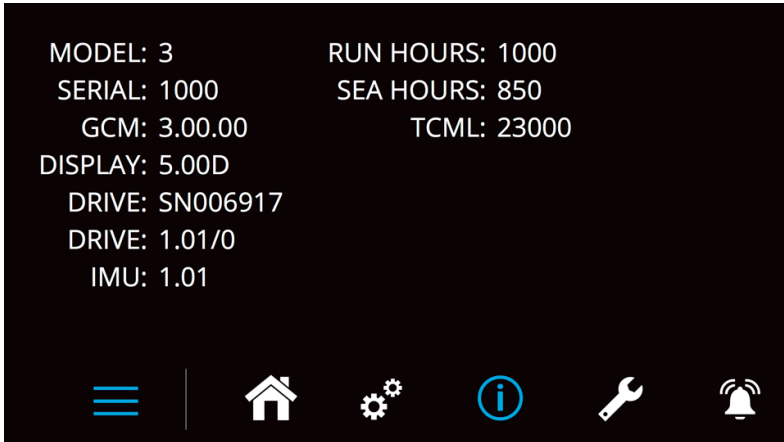 MODEL: 3
SERIAL: 1000
GCM: 3.00.00
DISPLAY: 5.00D
DRIVE: SN006917
DRIVE: 1.01/0
IMU: 1.01
RUN HOURS: 1000
SEA HOURS: 850
TCML: 23000